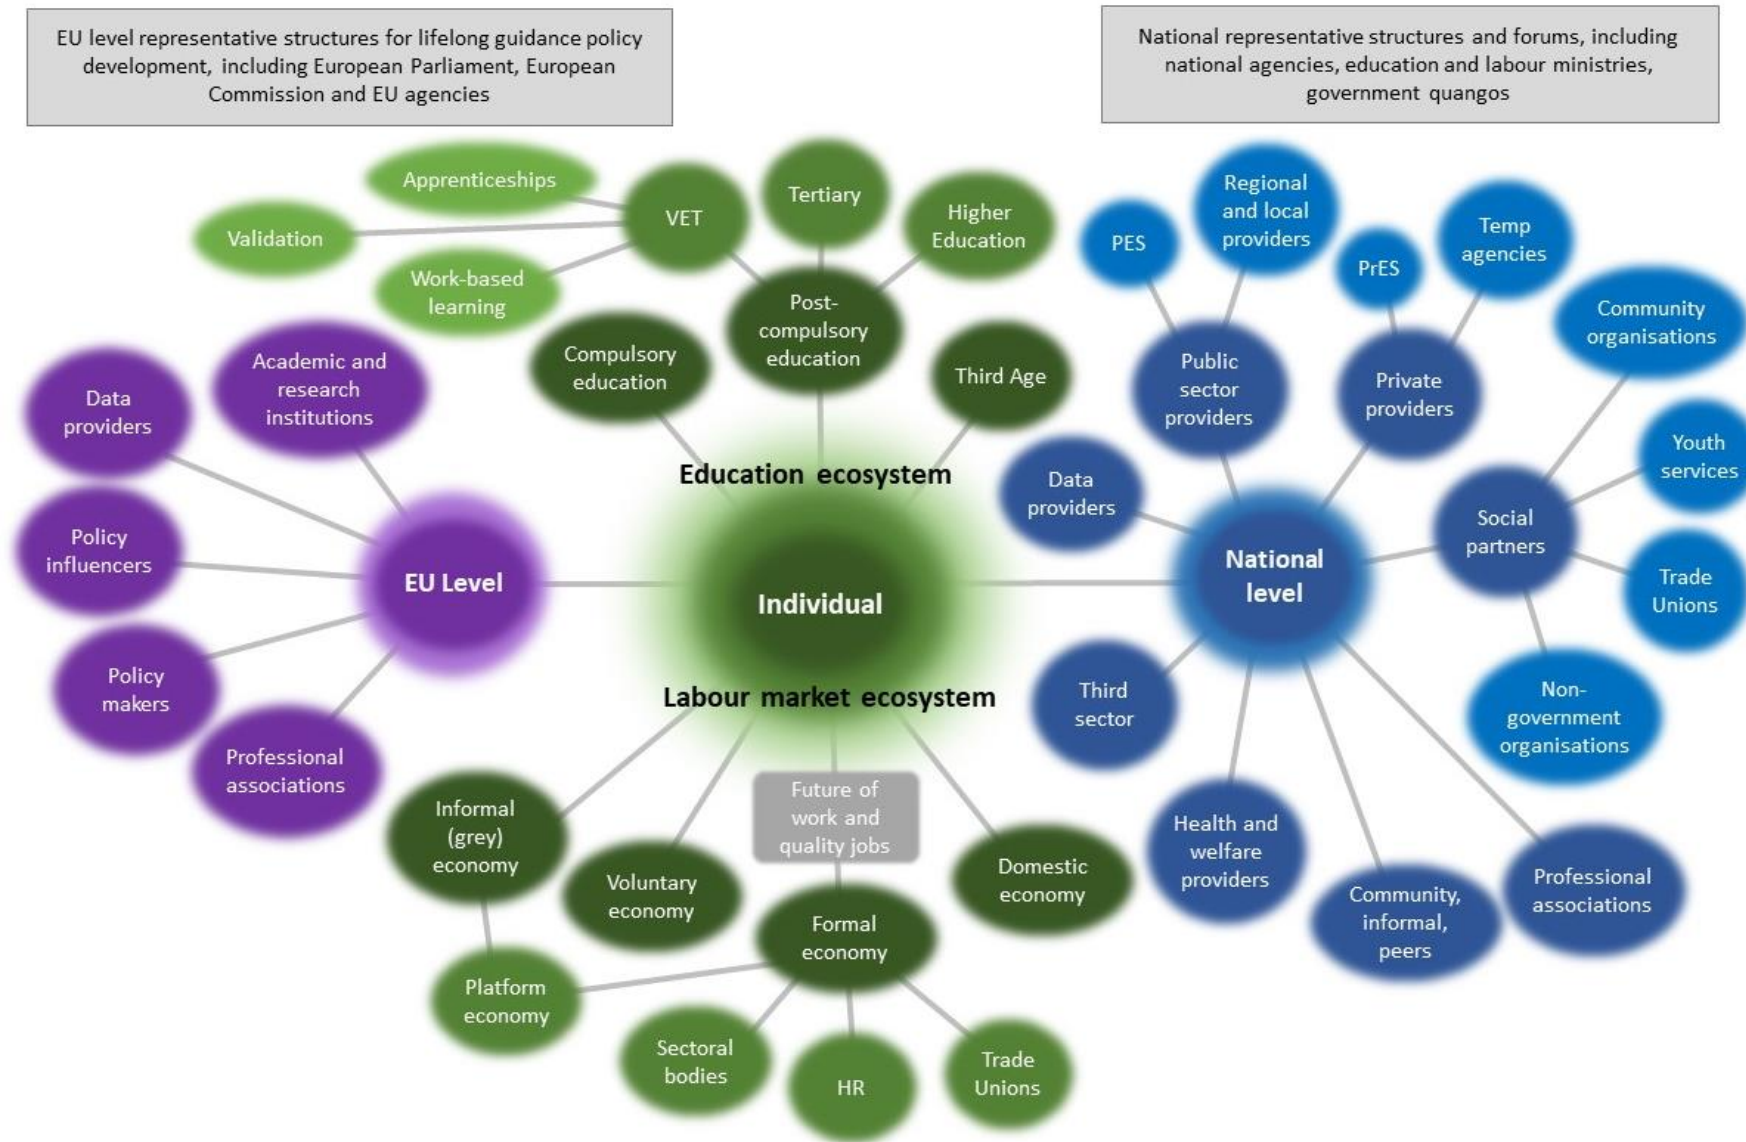 EU level representative structures for lifelong guidance policy
development, including European Parliament, European
Commission and EU agencies
National representative structures and forums, including
national agencies, education and labour ministries,
government quangos
Apprenticeships
Validation
Work-based
learning
VET
Tertiary
Higher
Education
Compulsory
education
Post-
compulsory
education
Third Age
Education ecosystem
Data
providers
Academic and
research
institutions
Policy
influencers
Policy
makers
Professional
associations
EU Level
Individual
Labour market ecosystem
Informal
(grey)
economy
Voluntary
economy
Future of
work and
quality jobs
Formal
economy
Domestic
economy
Platform
economy
Sectoral
bodies
HR
Trade
Unions
PES
Regional
and local
providers
PrES
Temp
agencies
Community
organisations
Public
sector
providers
Private
providers
Data
providers
Youth
services
Social
partners
National
level
Trade
Unions
Third
sector
Non-
government
organisations
Health and
welfare
providers
Community,
informal,
peers
Professional
associations